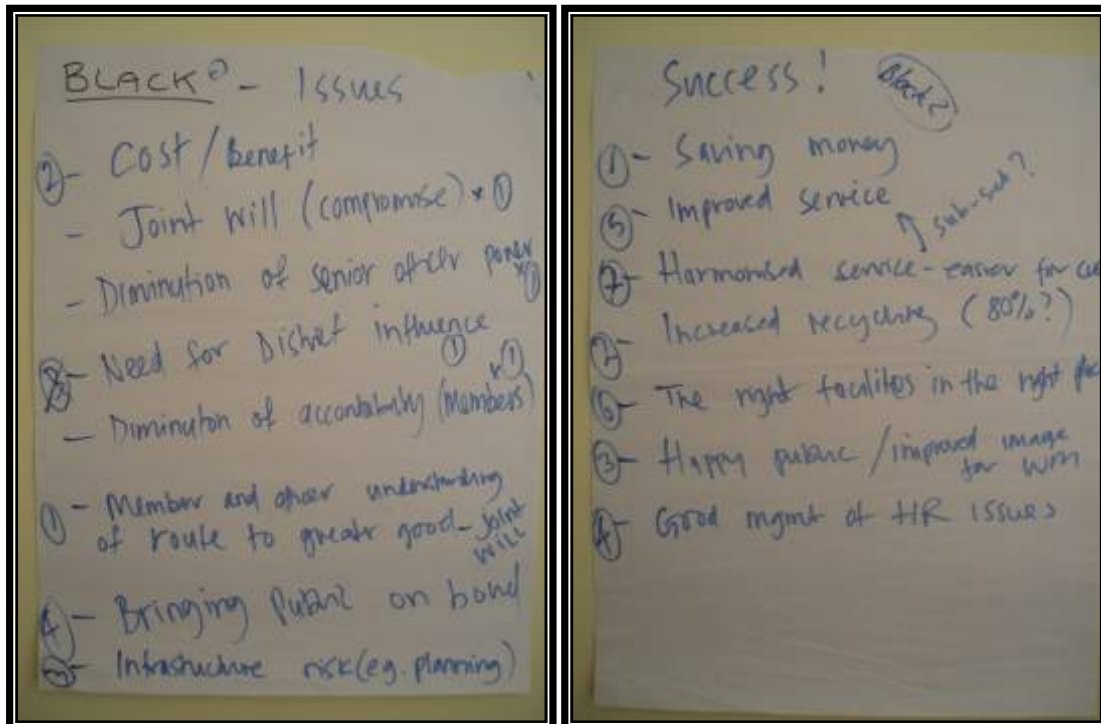 BLACK - Issues
② - Cost / Benefit
- Joint Will (compromise) * ①
- Diminution of senior officer power
- Need for District influence
① *①
- Diminution of accountability (Members)
① - Member and officer understanding
of route to greater good - joint
will
④ - Bringing public on board
- Infrastructure risk (eg. planning)
Success! Black 2
① - Saving money
⑤ - Improved service
↑ sub-set?
⑦ - Harmonised service - easier for cu
- Increased recycling (80%?)
⑥ - The right facilites in the right
③ - Happy public / improved image
for WM
④ - Good mgmt of HR issues